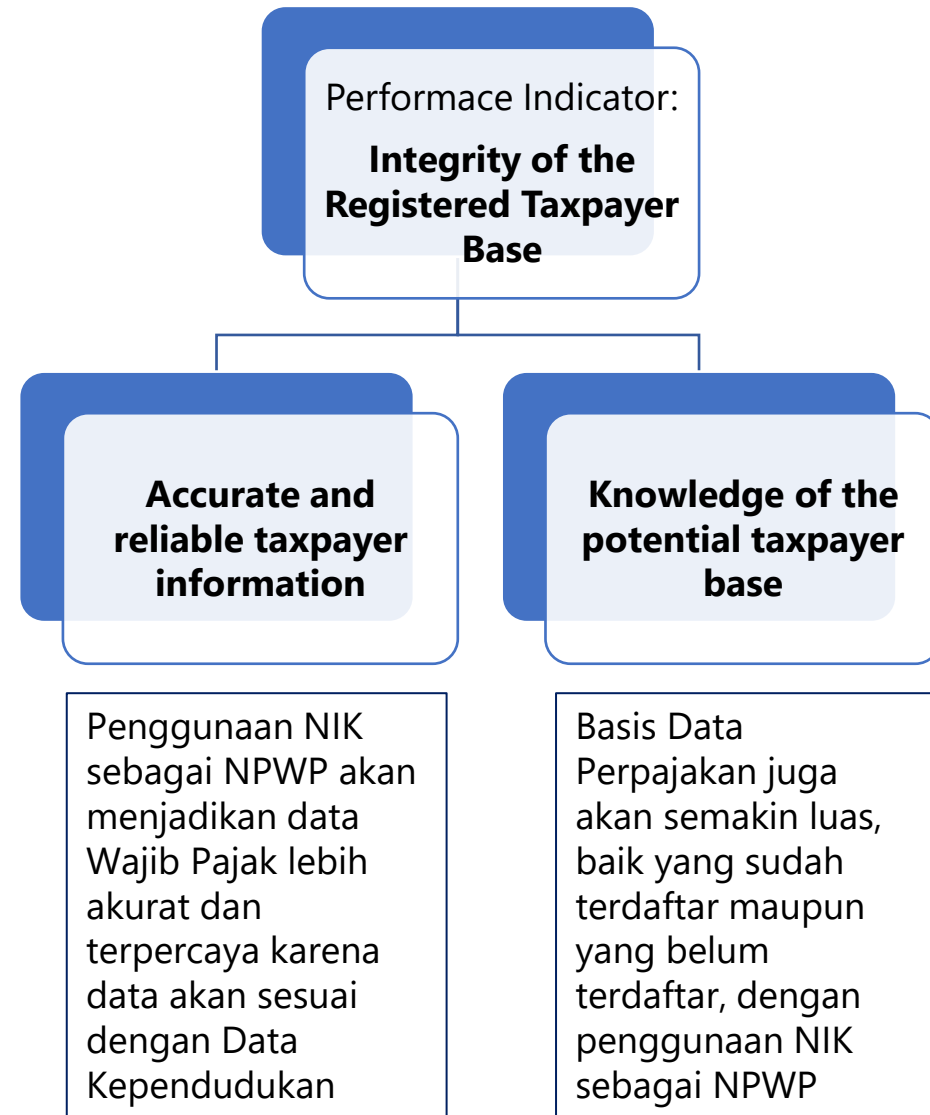 Performace Indicator:
Integrity of the
Registered Taxpayer
Base
Accurate and
reliable taxpayer
information
Knowledge of the
potential taxpayer
base
Penggunaan NIK
sebagai NPWP akan
menjadikan data
Wajib Pajak lebih
akurat dan
terpercaya karena
data akan sesuai
dengan Data
Kependudukan
Basis Data
Perpajakan juga
akan semakin luas,
baik yang sudah
terdaftar maupun
yang belum
terdaftar, dengan
penggunaan NIK
sebagai NPWP